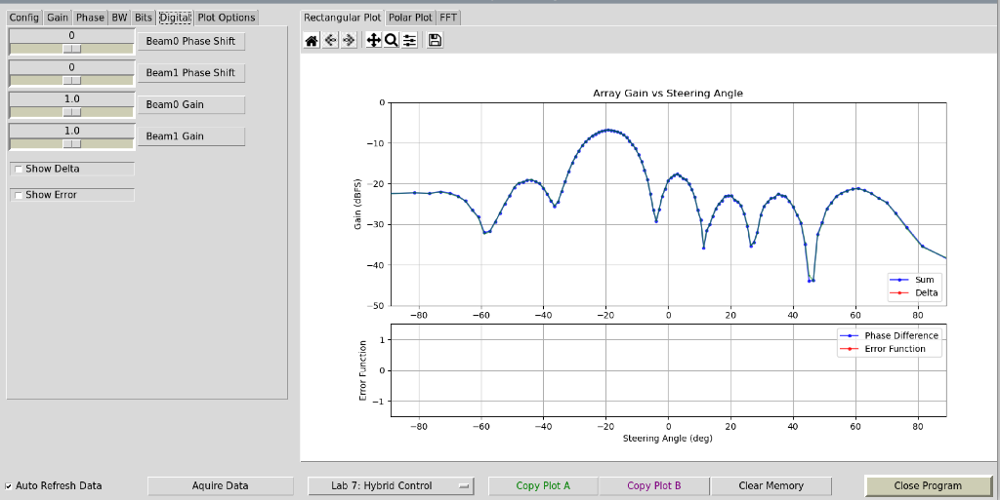 Config Gain Phase BW Bits Digital Plot Options
0
Beam0 Phase Shift
0
Beam1 Phase Shift
1.0
Beam0 Gain
1.0
Beam1 Gain
Show Delta
Show Error
Rectangular Plot Polar Plot FFT
Array Gain vs Steering Angle
Gain (dBFS)
0
−10
−20
−30
−40
−50
−80 −60 −40 −20 0 20 40 60 80
Sum
Delta
Error Function
1
0
−1
−80 −60 −40 −20 0 20 40 60 80
Phase Difference
Error Function
Steering Angle (deg)
Auto Refresh Data Aquire Data Lab 7: Hybrid Control Copy Plot A Copy Plot B Clear Memory Close Program